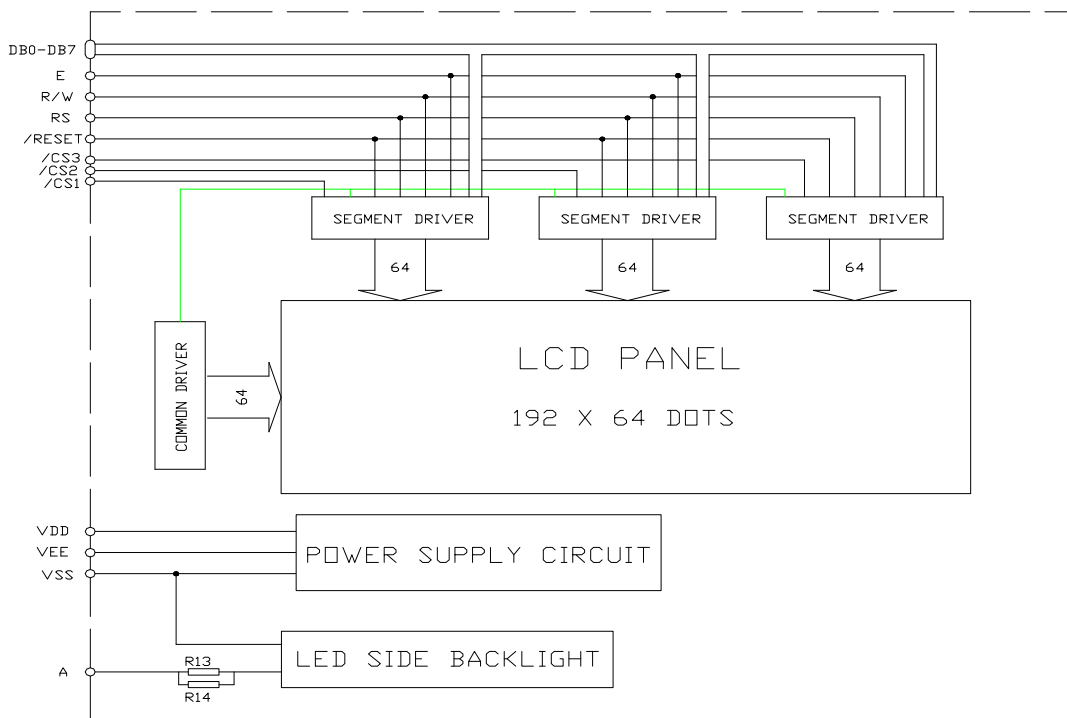 DB0-DB7
E
R/W
RS
/RESET
/CS3
/CS2
/CS1
SEGMENT DRIVER
SEGMENT DRIVER
SEGMENT DRIVER
64
64
64
COMMON DRIVER
64
LCD PANEL
192 X 64 DOTS
VDD
VEE
VSS
POWER SUPPLY CIRCUIT
LED SIDE BACKLIGHT
A
R13
R14